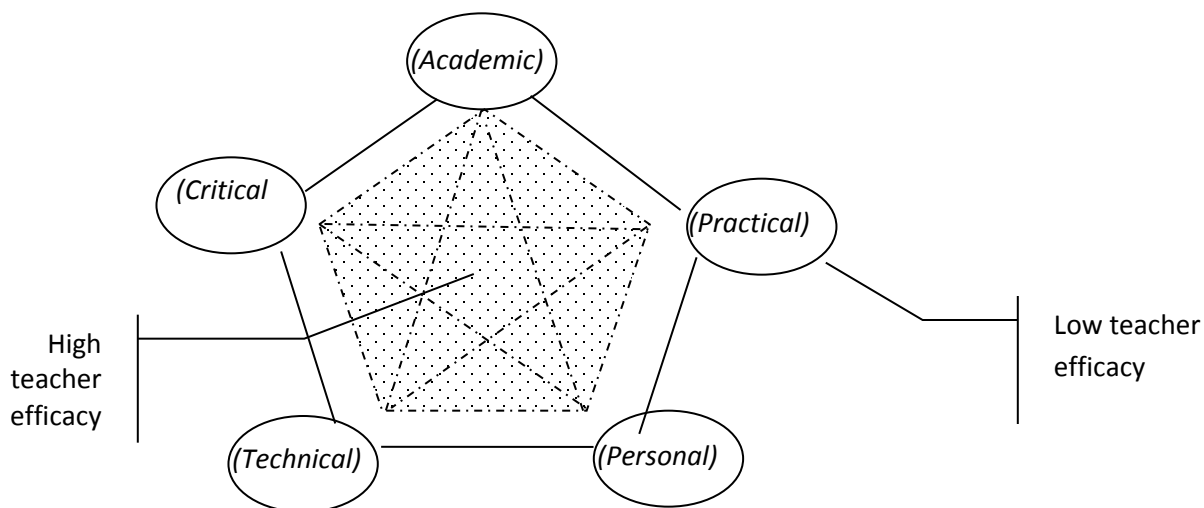 (Academic)
(Critical
(Practical)
High
teacher
efficacy
Low teacher
efficacy
(Technical)
(Personal)